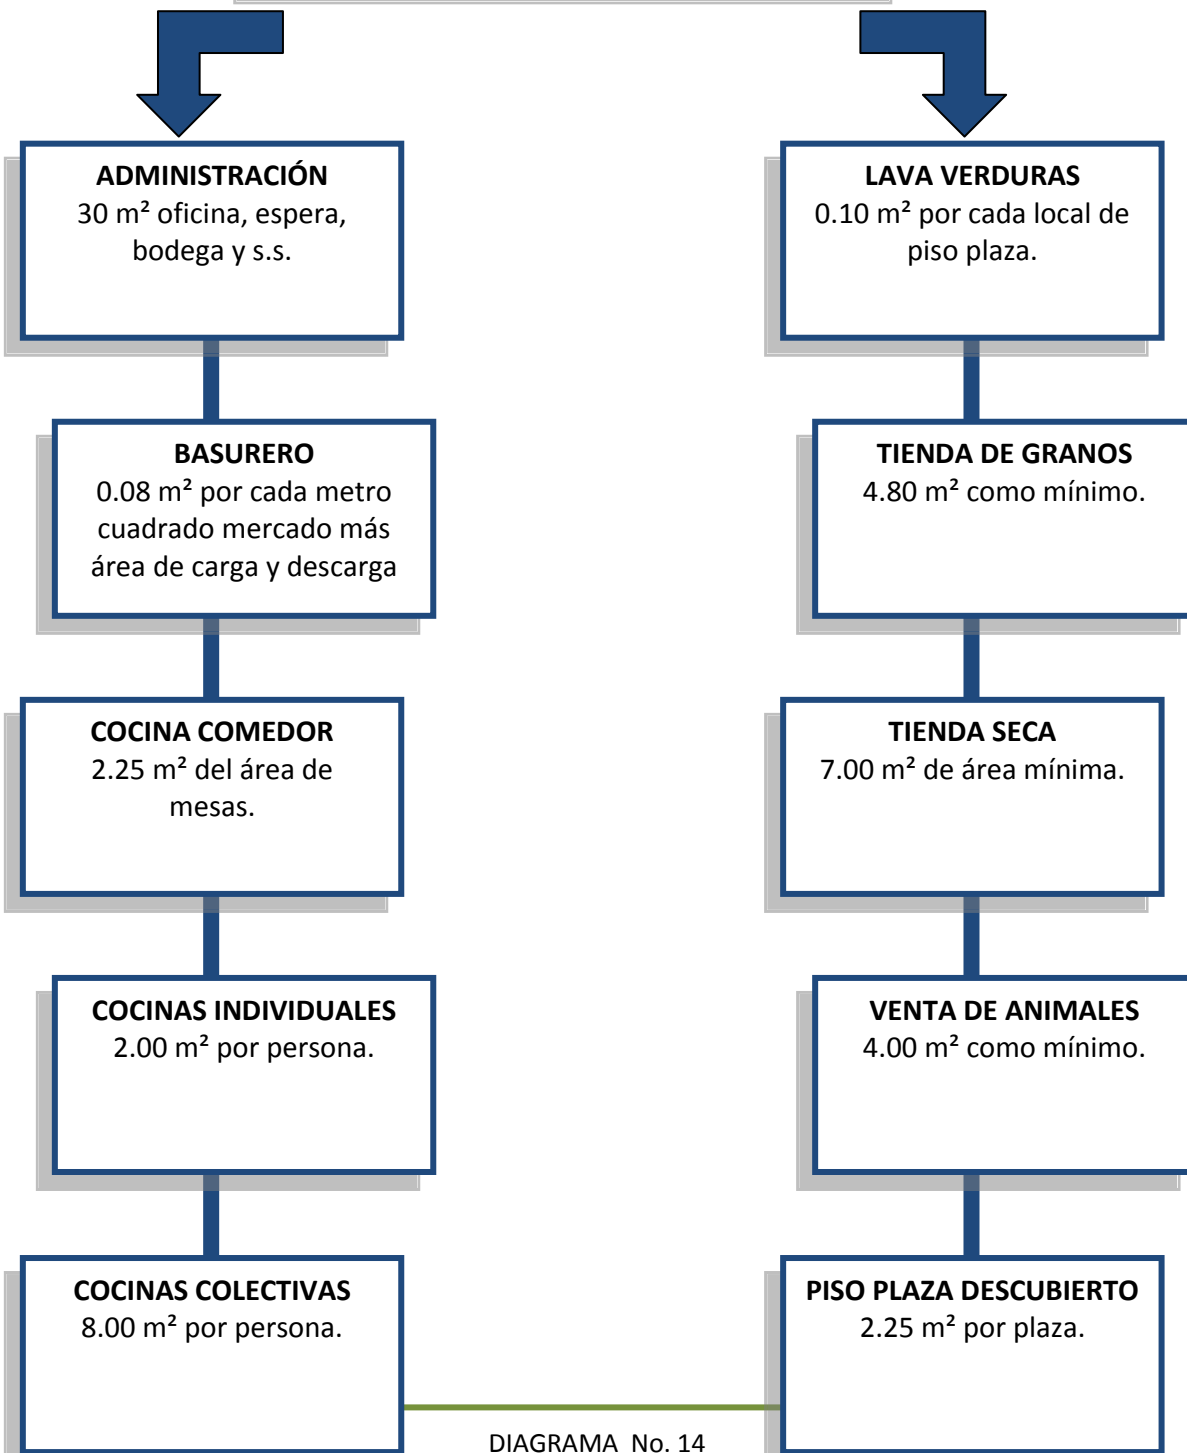 ADMINISTRACIÓN
30 m² oficina, espera,
bodega y s.s.
BASURERO
0.08 m² por cada metro
cuadrado mercado más
área de carga y descarga
COCINA COMEDOR
2.25 m² del área de
mesas.
COCINAS INDIVIDUALES
2.00 m² por persona.
COCINAS COLECTIVAS
8.00 m² por persona.
LAVA VERDURAS
0.10 m² por cada local de
piso plaza.
TIENDA DE GRANOS
4.80 m² como mínimo.
TIENDA SECA
7.00 m² de área mínima.
VENTA DE ANIMALES
4.00 m² como mínimo.
PISO PLAZA DESCUBIERTO
2.25 m² por plaza.
DIAGRAMA No. 14